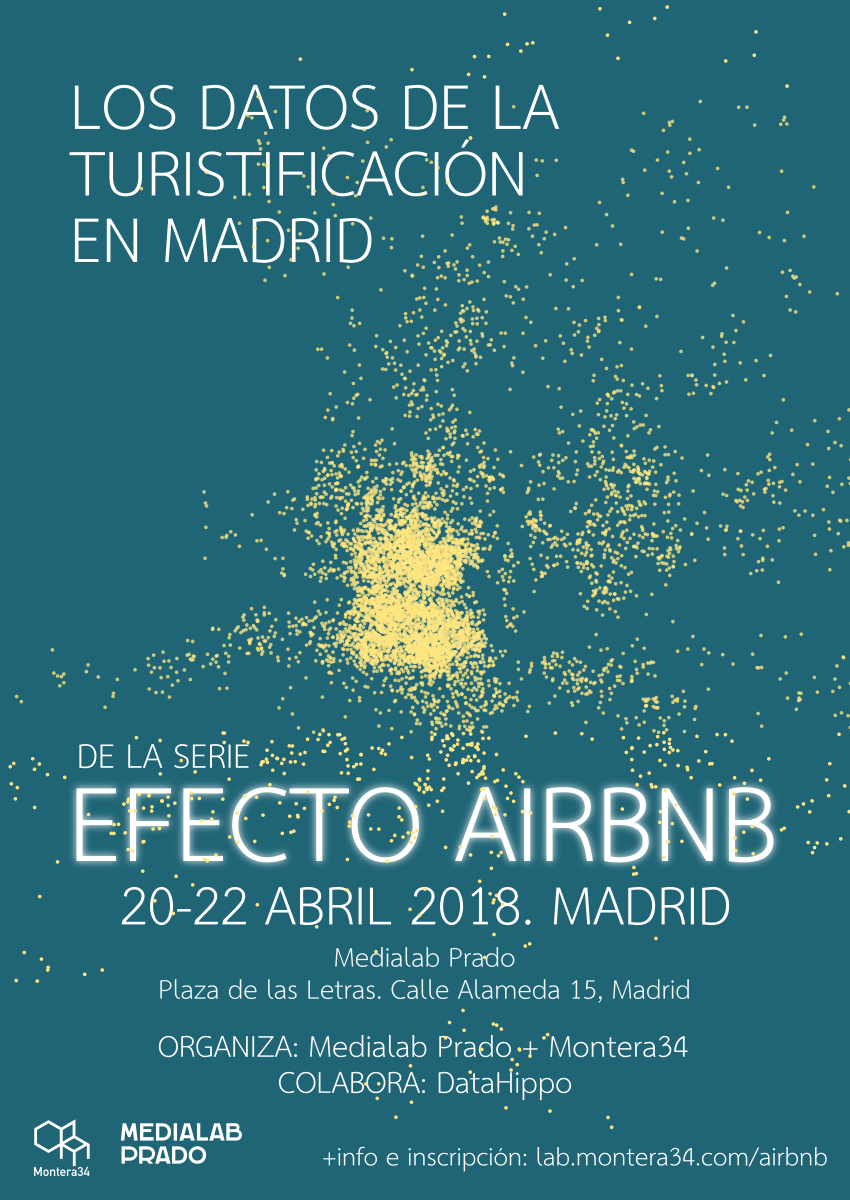 LOS DATOS DE LA
TURISTIFICACIÓN
EN MADRID
DE LA SERIE
EFECTO AIRBNB
20-22 ABRIL 2018. MADRID
Medialab Prado
Plaza de las Letras. Calle Alameda 15, Madrid
ORGANIZA: Medialab Prado + Montera34
COLABORA: DataHippo
Montera34
MEDIALAB
PRADO
+info e inscripción: lab.montera34.com/airbnb